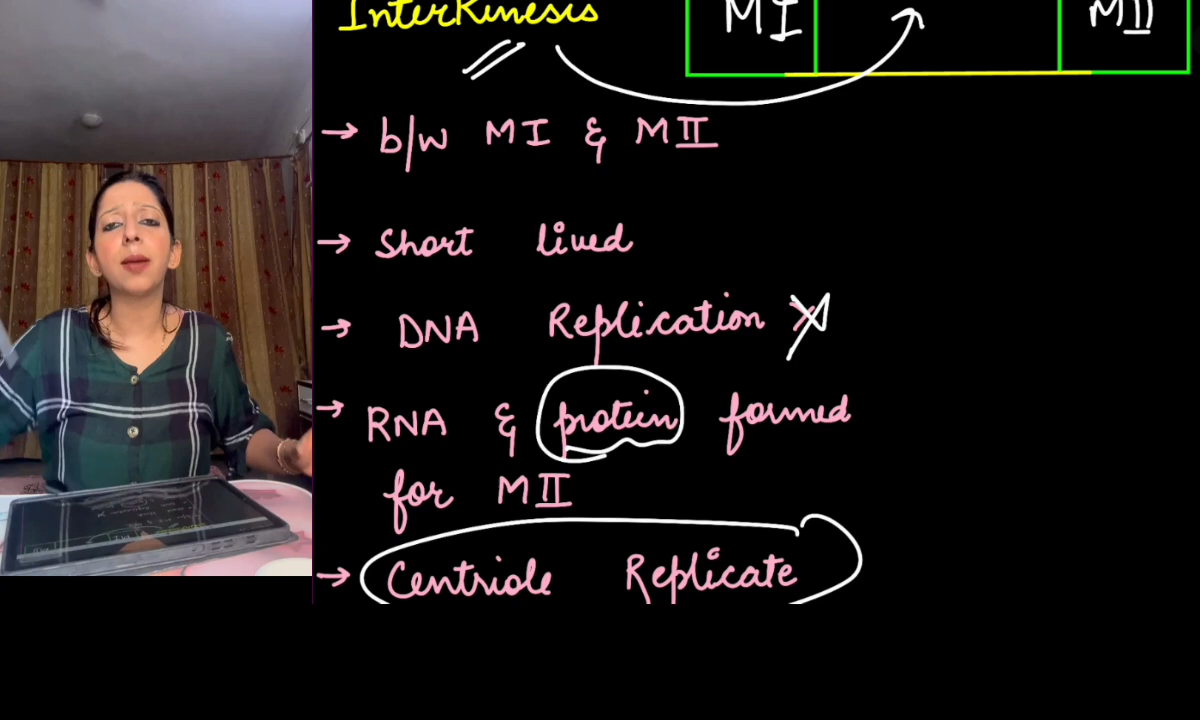 InterKinesis MI MII
→ b/w MI & MII
→ Short lived
→ DNA Replication ×
→ RNA & protein formed
for MII
→ Centriole Replicate